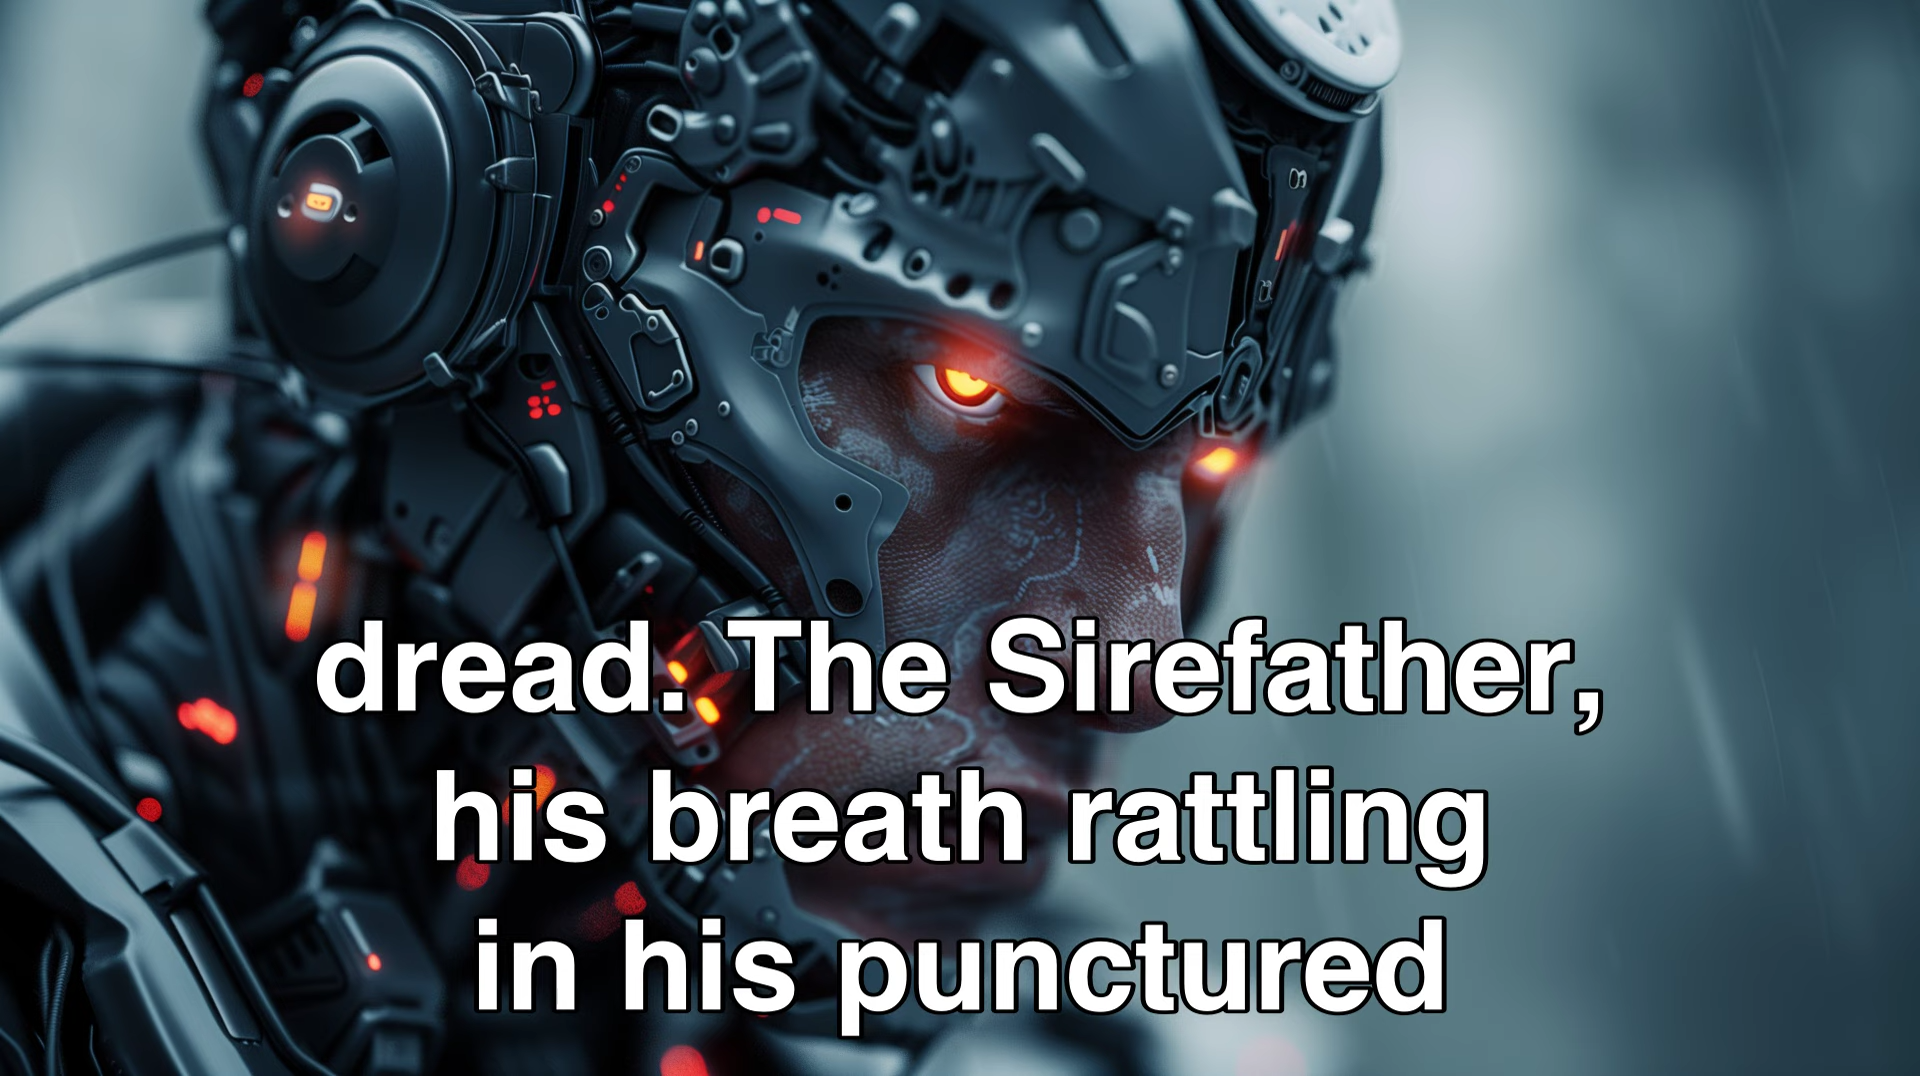 dread. The Sirefather,
his breath rattling
in his punctured